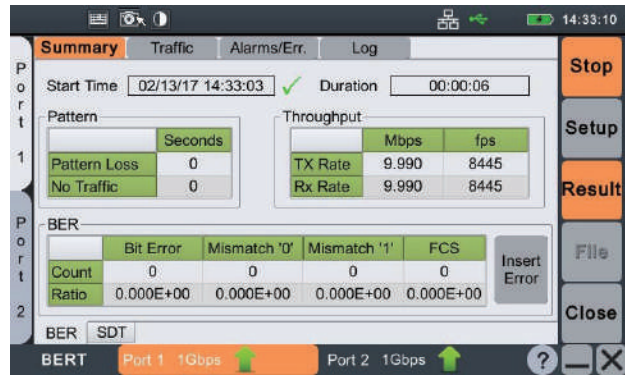 14:33:10
Summary Traffic Alarms/Err. Log
Port 1
Port 2
Start Time 02/13/17 14:33:03 Duration 00:00:06
Pattern
Seconds
Pattern Loss 0
No Traffic 0
Throughput
Mbps fps
TX Rate 9.990 8445
Rx Rate 9.990 8445
BER
Bit Error Mismatch '0' Mismatch '1' FCS
Count 0 0 0 0
Ratio 0.000E+00 0.000E+00 0.000E+00 0.000E+00
Insert
Error
BER SDT
Stop
Setup
Result
File
Close
BERT Port 1 1Gbps Port 2 1Gbps ?